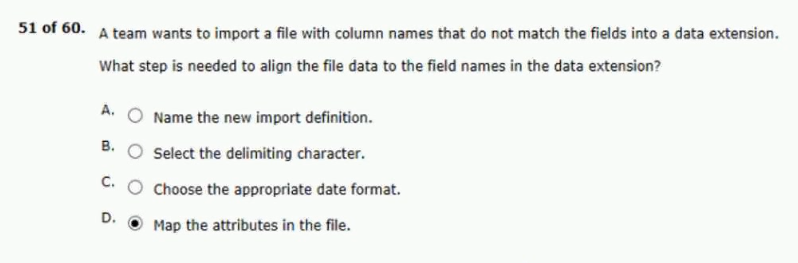 51 of 60. A team wants to import a file with column names that do not match the fields into a data extension.
What step is needed to align the file data to the field names in the data extension?
A. Name the new import definition.
B. Select the delimiting character.
C. Choose the appropriate date format.
D. Map the attributes in the file.